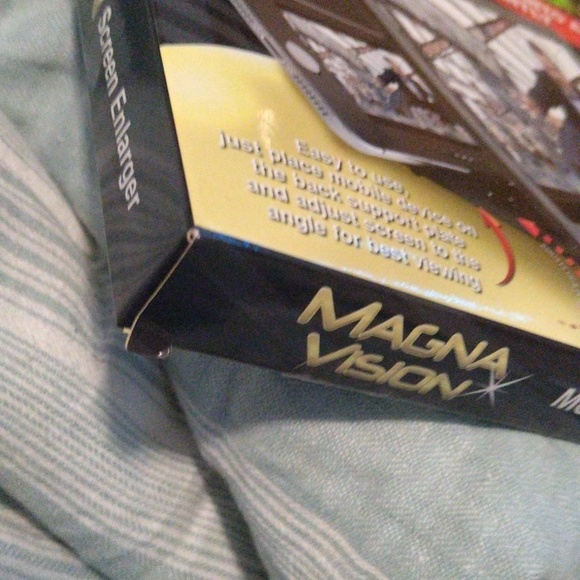 Screen Enlarger
Easy to use,
just place mobile device on
the back support plate
and adjust screen to the
angle for best viewing
MAGNA
VISION